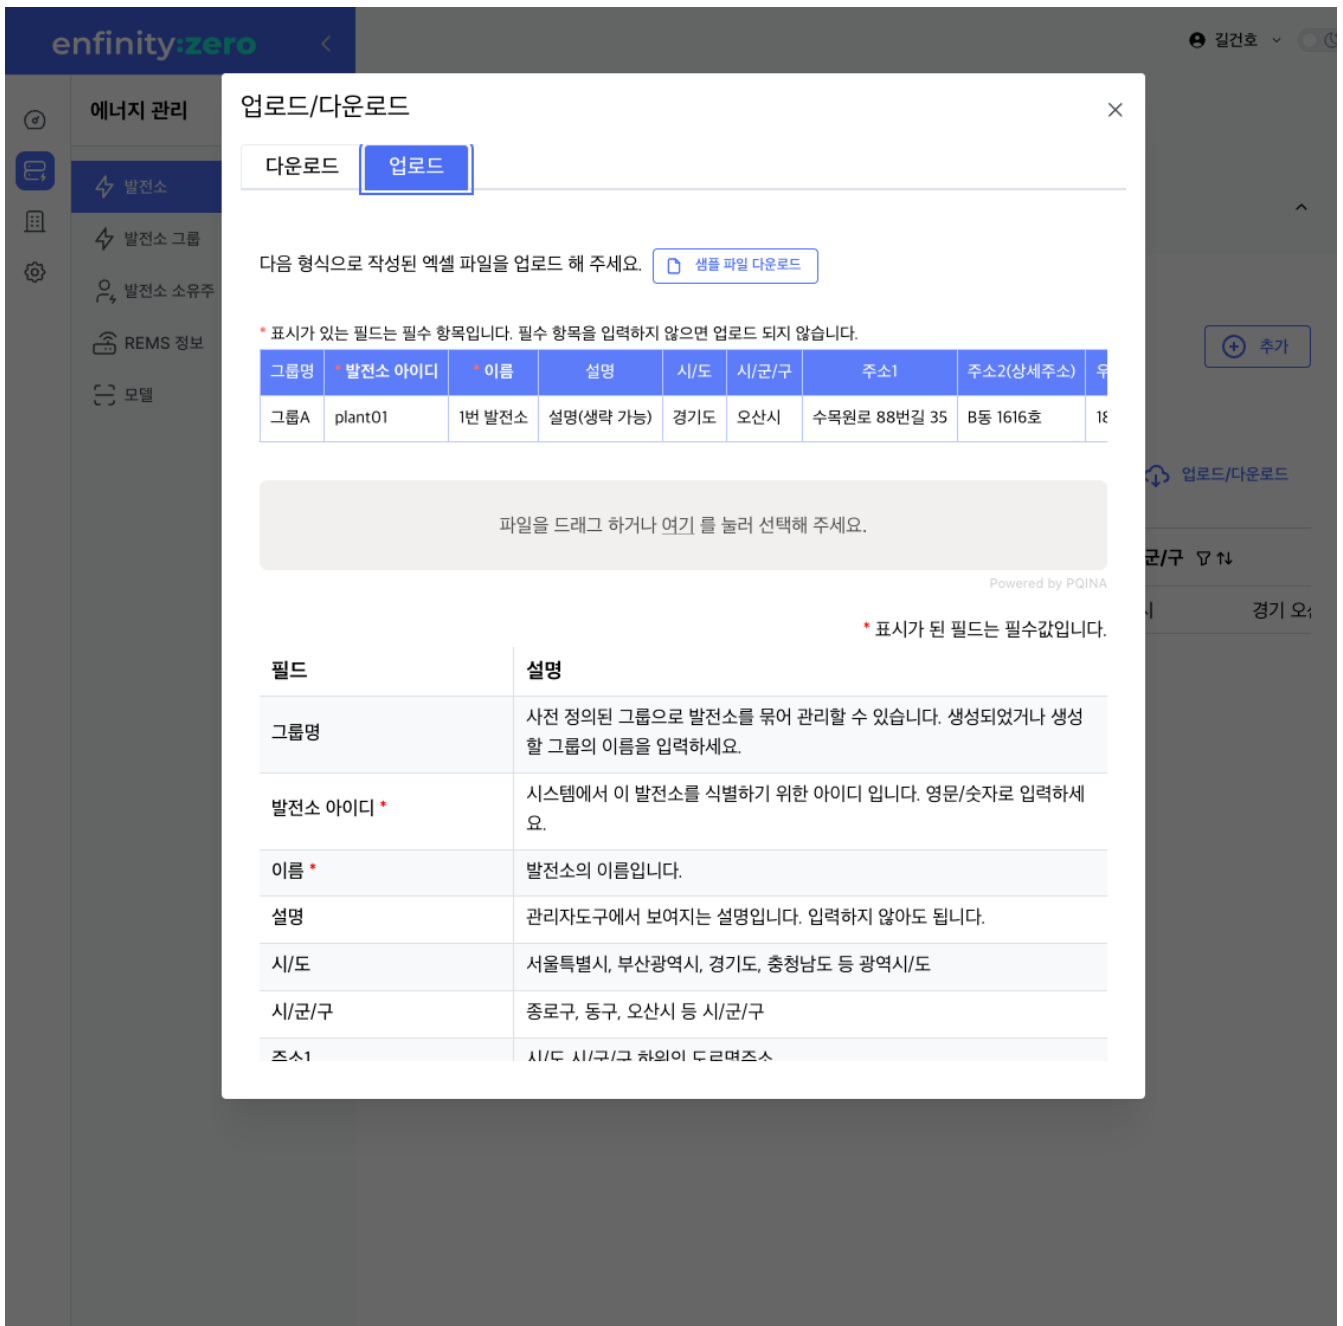 enfinity:zero
길건호
에너지 관리
발전소
발전소 그룹
발전소 소유주
REMS 정보
모델
업로드/다운로드
다운로드
업로드
다음 형식으로 작성된 엑셀 파일을 업로드 해 주세요.
샘플 파일 다운로드
* 표시가 있는 필드는 필수 항목입니다. 필수 항목을 입력하지 않으면 업로드 되지 않습니다.
그룹명 * 발전소 아이디 * 이름 설명 시/도 시/군/구 주소1 주소2(상세주소) 우
그룹A plant01 1번 발전소 설명(생략 가능) 경기도 오산시 수목원로 88번길 35 B동 1616호 18
파일을 드래그 하거나 여기 를 눌러 선택해 주세요.
Powered by PQINA
* 표시가 된 필드는 필수값입니다.
필드 설명
그룹명 사전 정의된 그룹으로 발전소를 묶어 관리할 수 있습니다. 생성되었거나 생성
할 그룹의 이름을 입력하세요.
발전소 아이디 * 시스템에서 이 발전소를 식별하기 위한 아이디 입니다. 영문/숫자로 입력하세
요.
이름 * 발전소의 이름입니다.
설명 관리자도구에서 보여지는 설명입니다. 입력하지 않아도 됩니다.
시/도 서울특별시, 부산광역시, 경기도, 충청남도 등 광역시/도
시/군/구 종로구, 동구, 오산시 등 시/군/구
주소1 시/도 시/구/구 하위의 도로명주소
추가
업로드/다운로드
군/구
시 경기 오산